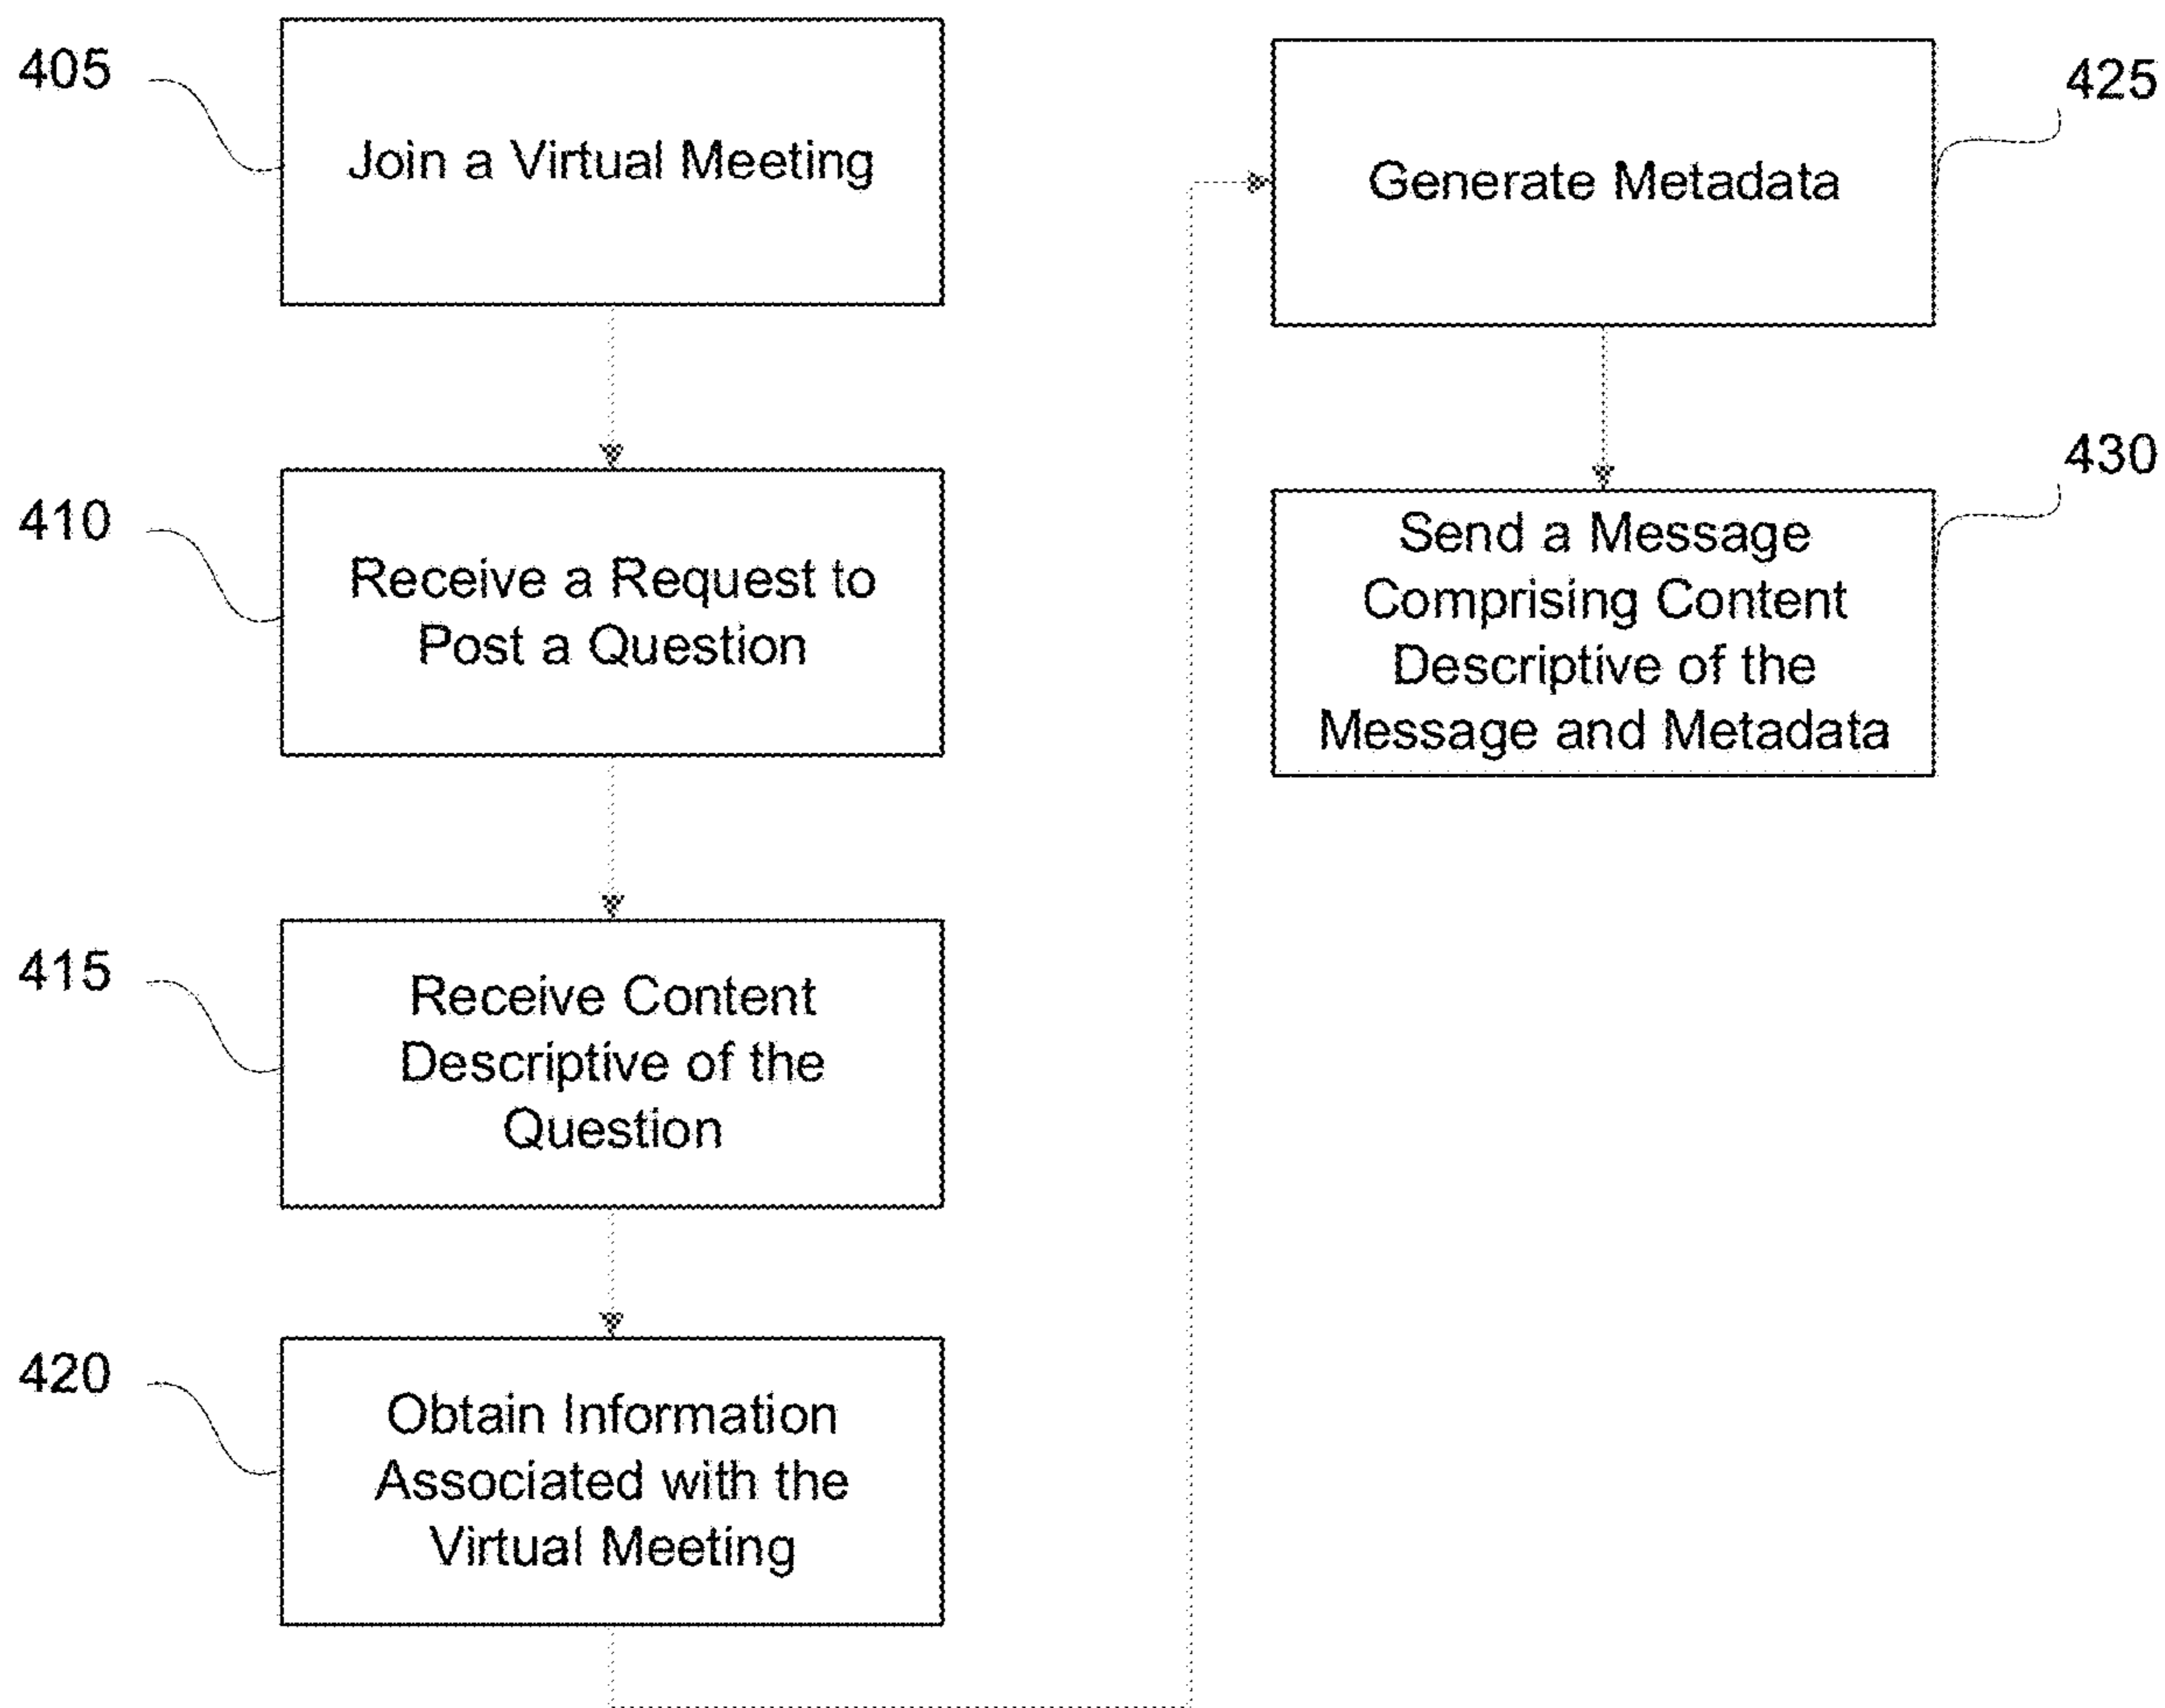 405
Join a Virtual Meeting
410
Receive a Request to
Post a Question
415
Receive Content
Descriptive of the
Question
420
Obtain Information
Associated with the
Virtual Meeting
425
Generate Metadata
430
Send a Message
Comprising Content
Descriptive of the
Message and Metadata